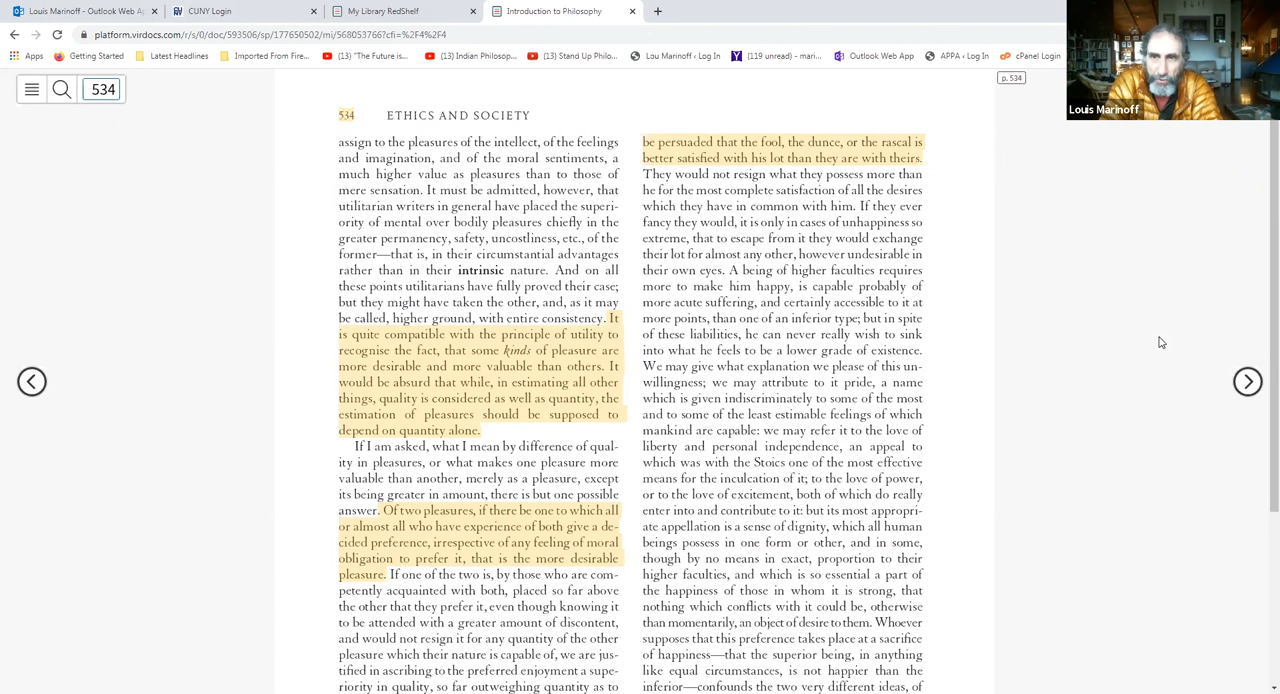 Louis Marinoff - Outlook Web Ap
CUNY Login
My Library RedShelf
Introduction to Philosophy
platform.virdocs.com/r/s/0/doc/593506/sp/177650502/mi/568053766?cfi=%2F4%2F4
Apps
Getting Started
Latest Headlines
Imported From Fire...
(13) "The Future is...
(13) Indian Philosop...
(13) Stand Up Philo...
Lou Marinoff ‹ Log In
[119 unread) - mari...
Outlook Web App
APPA ‹ Log In
cPanel Login
Louis Marinoff
534
p. 534
534 ETHICS AND SOCIETY
assign to the pleasures of the intellect, of the feelings
and imagination, and of the moral sentiments, a
much higher value as pleasures than to those of
mere sensation. It must be admitted, however, that
utilitarian writers in general have placed the superi-
ority of mental over bodily pleasures chiefly in the
greater permanency, safety, uncostliness, etc., of the
former—that is, in their circumstantial advantages
rather than in their intrinsic nature. And on all
these points utilitarians have fully proved their case;
but they might have taken the other, and, as it may
be called, higher ground, with entire consistency. It
is quite compatible with the principle of utility to
recognise the fact, that some kinds of pleasure are
more desirable and more valuable than others. It
would be absurd that while, in estimating all other
things, quality is considered as well as quantity, the
estimation of pleasures should be supposed to
depend on quantity alone.
If I am asked, what I mean by difference of qual-
ity in pleasures, or what makes one pleasure more
valuable than another, merely as a pleasure, except
its being greater in amount, there is but one possible
answer. Of two pleasures, if there be one to which all
or almost all who have experience of both give a de-
cided preference, irrespective of any feeling of moral
obligation to prefer it, that is the more desirable
pleasure. If one of the two is, by those who are com-
petently acquainted with both, placed so far above
the other that they prefer it, even though knowing it
to be attended with a greater amount of discontent,
and would not resign it for any quantity of the other
pleasure which their nature is capable of, we are jus-
tified in ascribing to the preferred enjoyment a supe-
riority in quality, so far outweighing quantity as to
be persuaded that the fool, the dunce, or the rascal is
better satisfied with his lot than they are with theirs.
They would not resign what they possess more than
he for the most complete satisfaction of all the desires
which they have in common with him. If they ever
fancy they would, it is only in cases of unhappiness so
extreme, that to escape from it they would exchange
their lot for almost any other, however undesirable in
their own eyes. A being of higher faculties requires
more to make him happy, is capable probably of
more acute suffering, and certainly accessible to it at
more points, than one of an inferior type; but in spite
of these liabilities, he can never really wish to sink
into what he feels to be a lower grade of existence.
We may give what explanation we please of this un-
willingness; we may attribute to it pride, a name
which is given indiscriminately to some of the most
and to some of the least estimable feelings of which
mankind are capable: we may refer it to the love of
liberty and personal independence, an appeal to
which was with the Stoics one of the most effective
means for the inculcation of it; to the love of power,
or to the love of excitement, both of which do really
enter into and contribute to it: but its most appropri-
ate appellation is a sense of dignity, which all human
beings possess in one form or other, and in some,
though by no means in exact, proportion to their
higher faculties, and which is so essential a part of
the happiness of those in whom it is strong, that
nothing which conflicts with it could be, otherwise
than momentarily, an object of desire to them. Whoever
supposes that this preference takes place at a sacrifice
of happiness—that the superior being, in anything
like equal circumstances, is not happier than the
inferior—confounds the two very different ideas, of